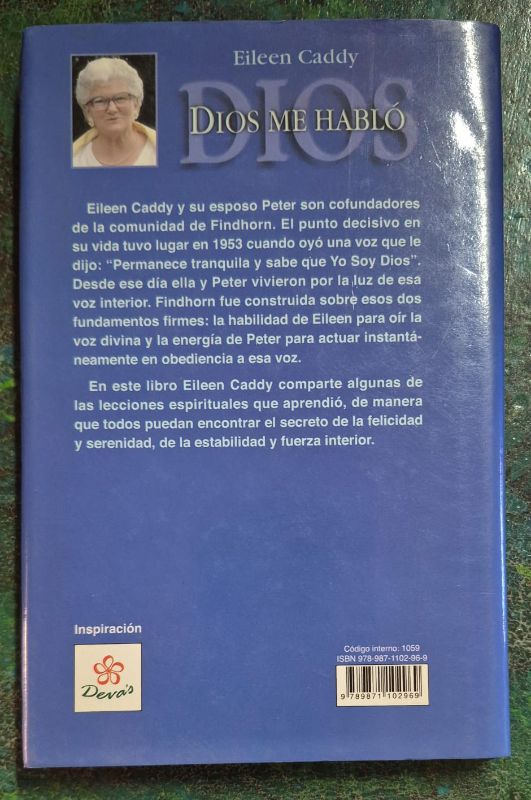 Eileen Caddy
DIOS
DIOS ME HABLÓ
Eileen Caddy y su esposo Peter son cofundadores
de la comunidad de Findhorn. El punto decisivo en
su vida tuvo lugar en 1953 cuando oyó una voz que le
dijo: “Permanece tranquila y sabe que Yo Soy Dios”.
Desde ese día ella y Peter vivieron por la luz de esa
voz interior. Findhorn fue construida sobre esos dos
fundamentos firmes: la habilidad de Eileen para oír la
voz divina y la energía de Peter para actuar instantá-
neamente en obediencia a esa voz.
En este libro Eileen Caddy comparte algunas de
las lecciones espirituales que aprendió, de manera
que todos puedan encontrar el secreto de la felicidad
y serenidad, de la estabilidad y fuerza interior.
Inspiración
Deva's
Código interno: 1059
ISBN 978-987-1102-96-9
9 789871 102969